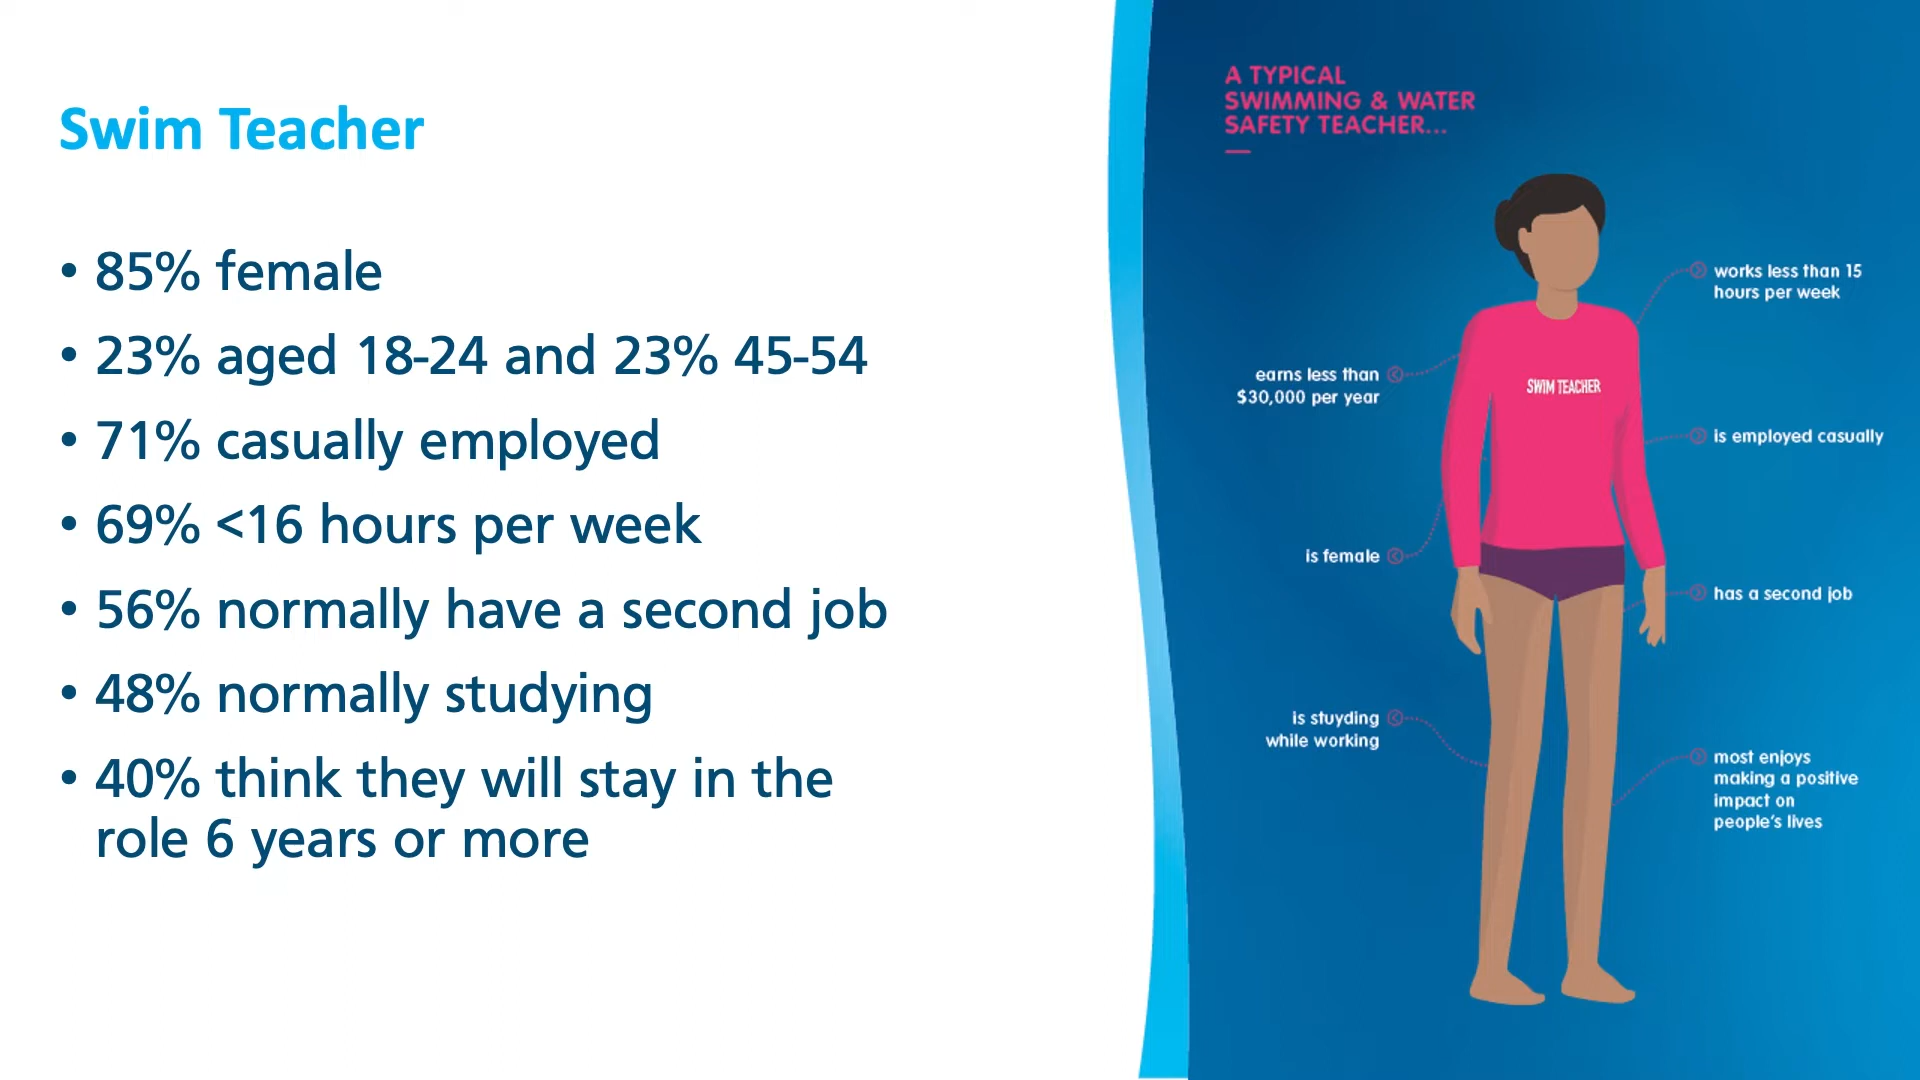 Swim Teacher
• 85% female
• 23% aged 18-24 and 23% 45-54
• 71% casually employed
• 69% <16 hours per week
• 56% normally have a second job
• 48% normally studying
• 40% think they will stay in the
role 6 years or more
A TYPICAL
SWIMMING & WATER
SAFETY TEACHER...
earns less than
$30,000 per year
is female
is stuyding
while working
SWIM TEACHER
works less than 15
hours per week
is employed casually
has a second job
most enjoys
making a positive
impact on
people's lives